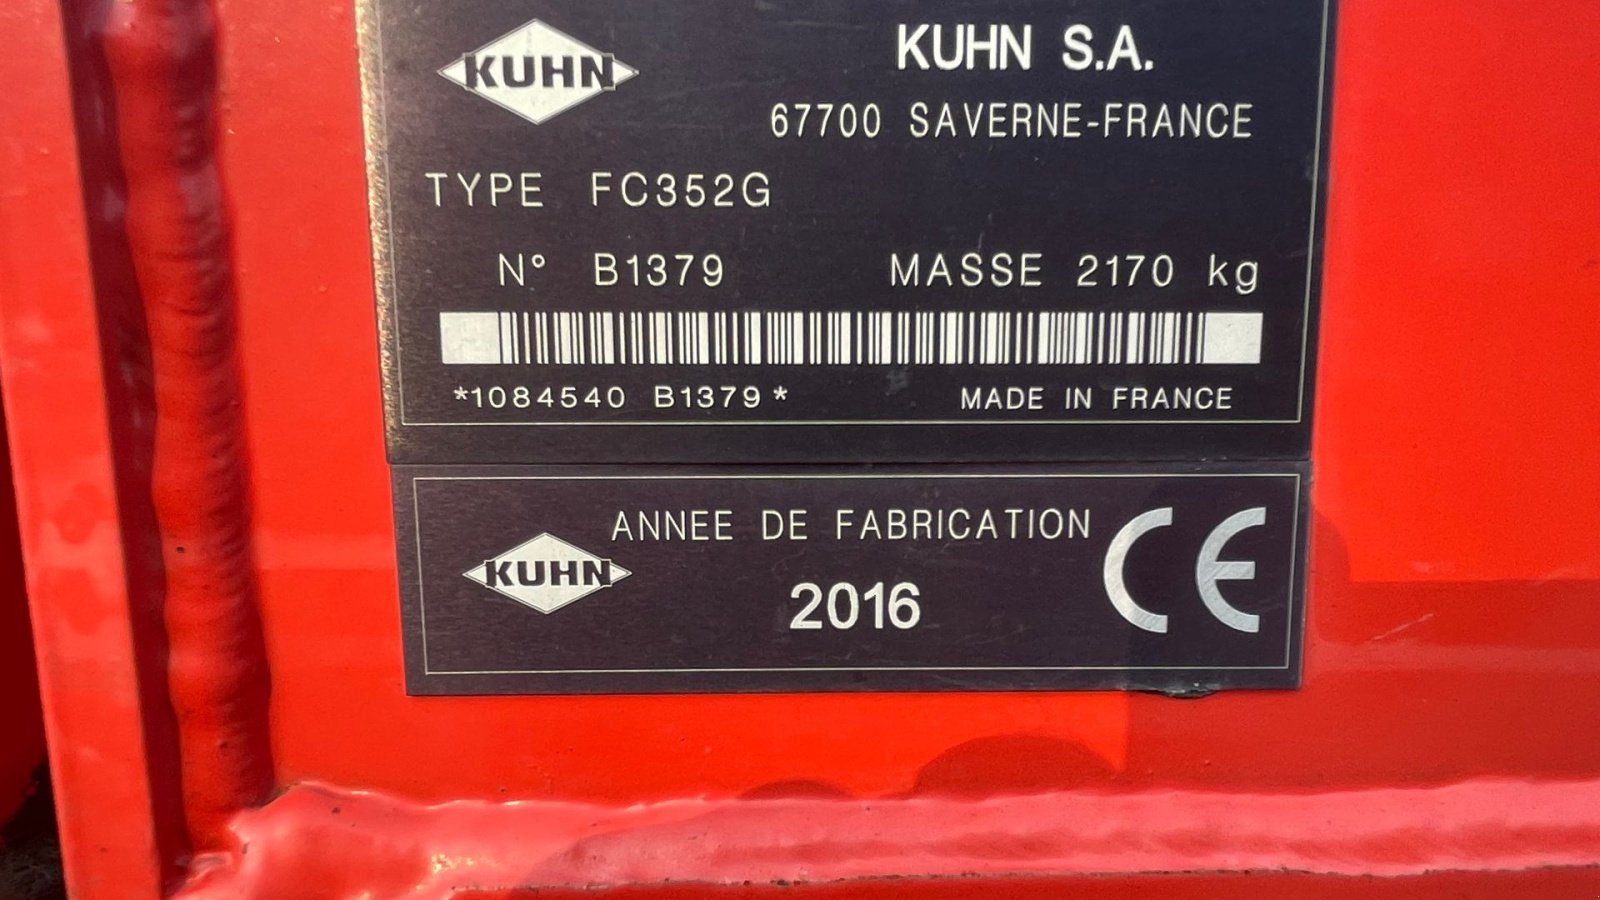 KUHN
KUHN S.A.
67700 SAVERNE-FRANCE
TYPE FC352G
N° B1379 MASSE 2170 kg
*1084540 B1379* MADE IN FRANCE
KUHN
ANNEE DE FABRICATION
2016
CE